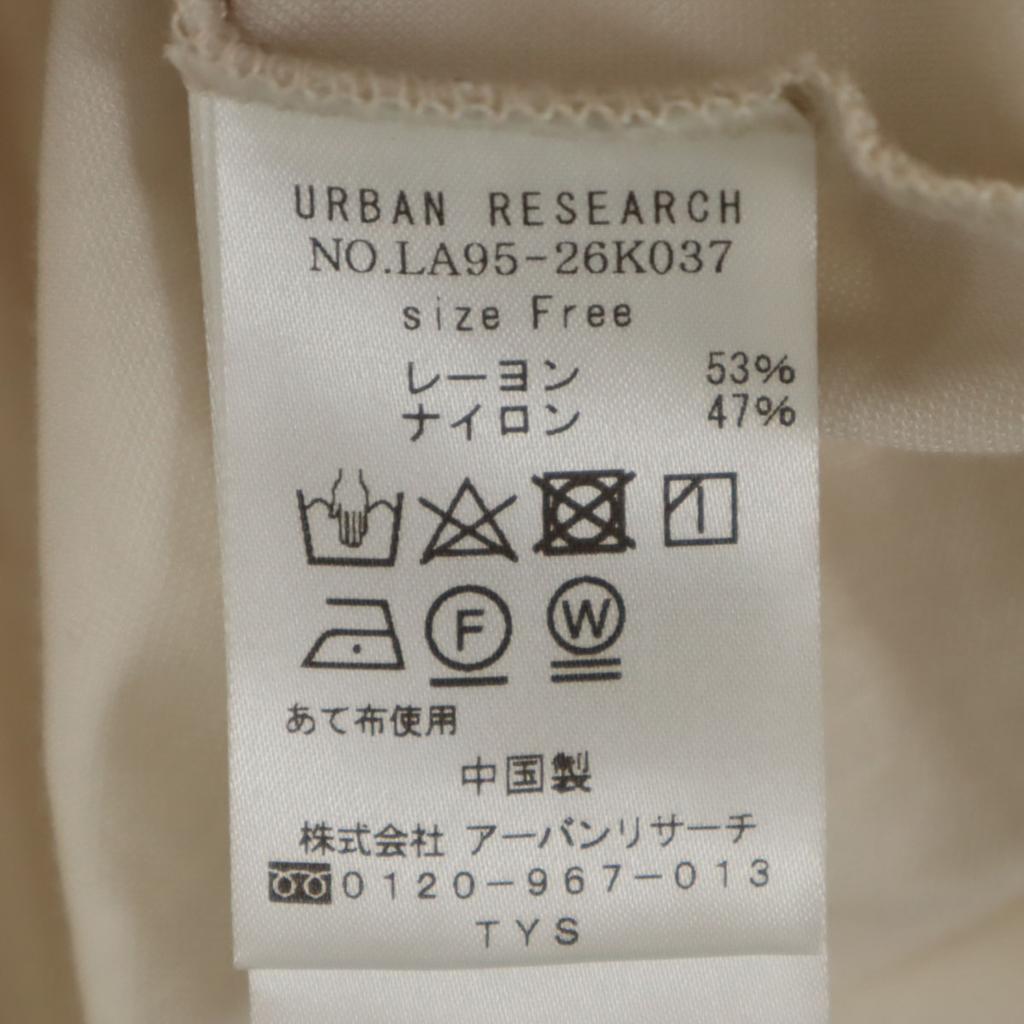 URBAN RESEARCH
NO.LA95-26K037
size Free
レーヨン 53%
ナイロン 47%
F W
あて布使用
中国製
株式会社 アーバンリサーチ
0120-967-013
TYS